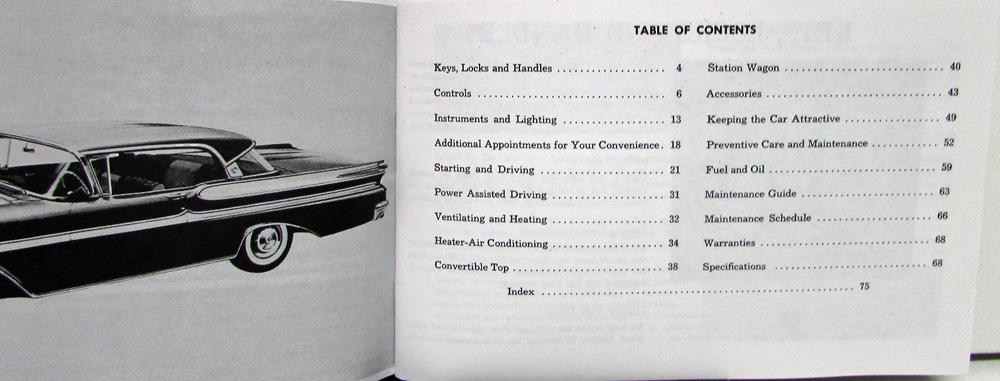 TABLE OF CONTENTS
Keys, Locks and Handles .................... 4
Controls .................................. 6
Instruments and Lighting ................... 13
Additional Appointments for Your Convenience. 18
Starting and Driving ....................... 21
Power Assisted Driving ..................... 31
Ventilating and Heating .................... 32
Heater-Air Conditioning .................... 34
Convertible Top ............................ 38
Station Wagon .............................. 40
Accessories ................................ 43
Keeping the Car Attractive ................. 49
Preventive Care and Maintenance ............ 52
Fuel and Oil ............................... 59
Maintenance Guide .......................... 63
Maintenance Schedule ....................... 66
Warranties ................................. 68
Specifications ............................. 68
Index ...................................... 75